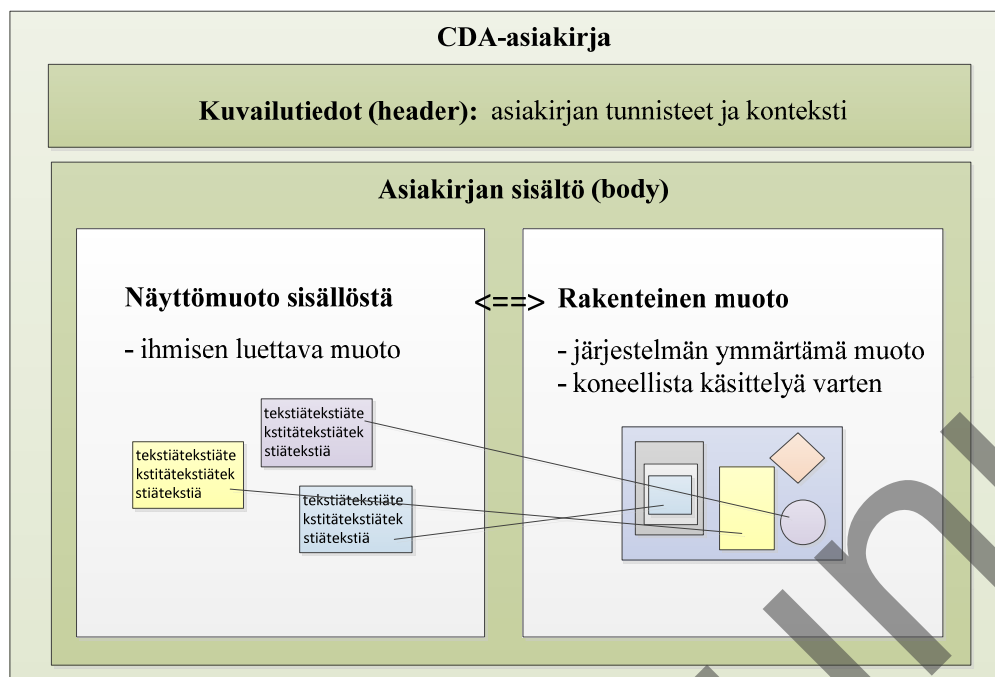 CDA-asiakirja
Kuvailutiedot (header): asiakirjan tunnisteet ja konteksti
Asiakirjan sisältö (body)
Näyttömuoto sisällöstä
- ihmisen luettava muoto
<==>
Rakenteinen muoto
- järjestelmän ymmärtämä muoto
- koneellista käsittelyä varten
tekstiätekstiäte
kstitätekstiätek
stiätekstiä
tekstiätekstiäte
kstitätekstiätek
stiätekstiä
tekstiätekstiäte
kstitätekstiätek
stiätekstiä